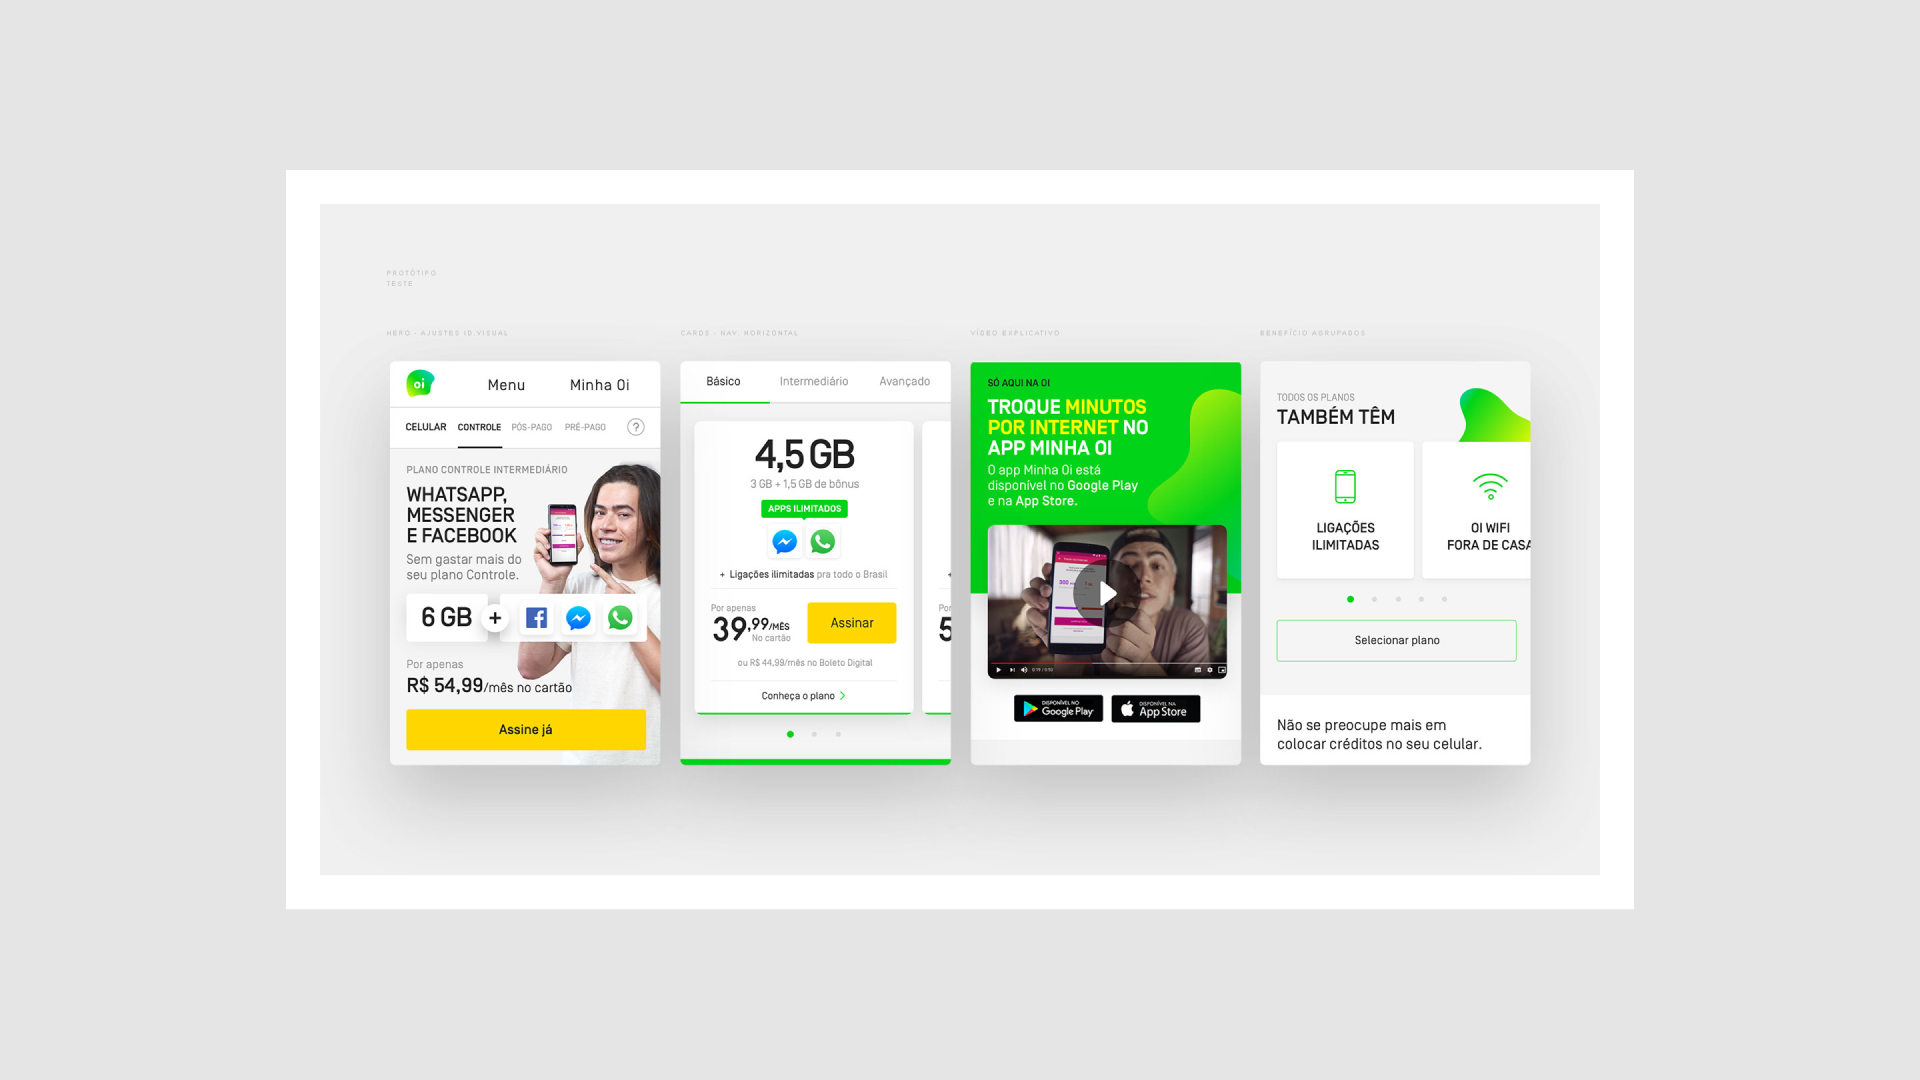 PROTÓTIPO
TESTE
HERO - AJUSTES ID.VISUAL
oi
Menu
Minha Oi
CELULAR
CONTROLE
PÓS-PAGO
PRÉ-PAGO
?
PLANO CONTROLE INTERMEDIÁRIO
WHATSAPP,
MESSENGER
E FACEBOOK
Sem gastar mais do
seu plano Controle.
6 GB
+
Por apenas
R$ 54,99/mês no cartão
Assine já
CARDS - NAV. HORIZONTAL
Básico
Intermediário
Avançado
4,5 GB
3 GB + 1,5 GB de bônus
APPS ILIMITADOS
+ Ligações ilimitadas pra todo o Brasil
Por apenas
39,99/MÊS
No cartão
Assinar
ou R$ 44,99/mês no Boleto Digital
Conheça o plano
+
Por
5
VÍDEO EXPLICATIVO
SÓ AQUI NA OI
TROQUE MINUTOS
POR INTERNET NO
APP MINHA OI
O app Minha Oi está
disponível no Google Play
e na App Store.
DISPONÍVEL NO
Google Play
DISPONÍVEL NA
App Store
BENEFÍCIO AGRUPADOS
TODOS OS PLANOS
TAMBÉM TÊM
LIGAÇÕES
ILIMITADAS
OI WIFI
FORA DE CASA
Selecionar plano
Não se preocupe mais em
colocar créditos no seu celular.